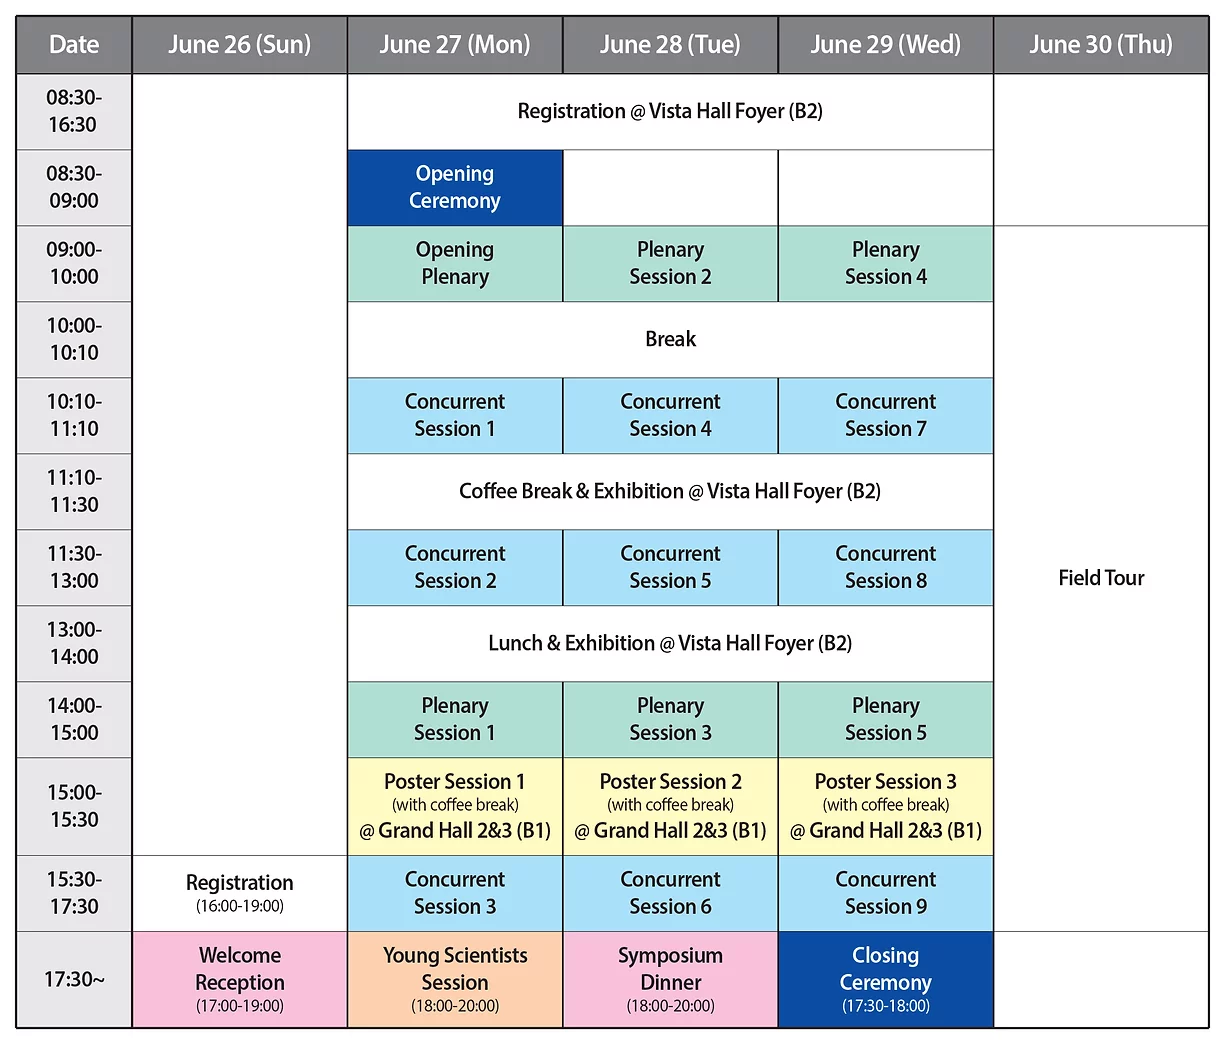 Date
June 26 (Sun)
June 27 (Mon)
June 28 (Tue)
June 29 (Wed)
June 30 (Thu)
08:30-
16:30
Registration @ Vista Hall Foyer (B2)
08:30-
09:00
Opening
Ceremony
09:00-
10:00
Opening
Plenary
Plenary
Session 2
Plenary
Session 4
10:00-
10:10
Break
10:10-
11:10
Concurrent
Session 1
Concurrent
Session 4
Concurrent
Session 7
11:10-
11:30
Coffee Break & Exhibition @ Vista Hall Foyer (B2)
11:30-
13:00
Concurrent
Session 2
Concurrent
Session 5
Concurrent
Session 8
Field Tour
13:00-
14:00
Lunch & Exhibition @ Vista Hall Foyer (B2)
14:00-
15:00
Plenary
Session 1
Plenary
Session 3
Plenary
Session 5
15:00-
15:30
Poster Session 1
(with coffee break)
@ Grand Hall 2&3 (B1)
Poster Session 2
(with coffee break)
@ Grand Hall 2&3 (B1)
Poster Session 3
(with coffee break)
@ Grand Hall 2&3 (B1)
15:30-
17:30
Registration
(16:00-19:00)
Concurrent
Session 3
Concurrent
Session 6
Concurrent
Session 9
17:30~
Welcome
Reception
(17:00-19:00)
Young Scientists
Session
(18:00-20:00)
Symposium
Dinner
(18:00-20:00)
Closing
Ceremony
(17:30-18:00)